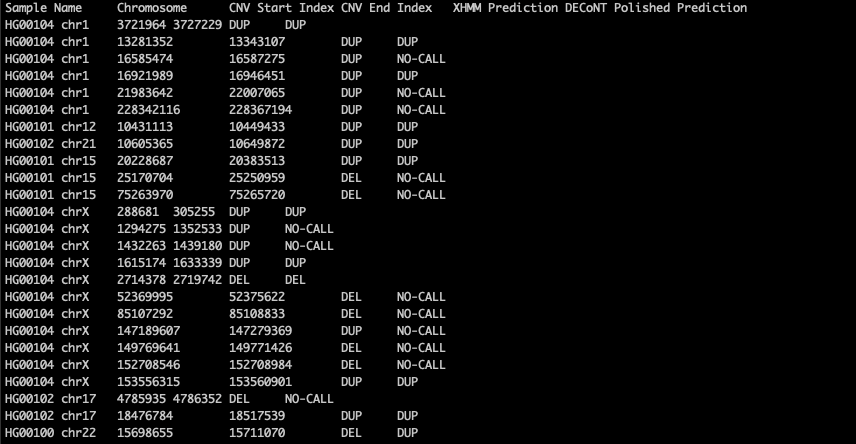 Sample Name Chromosome CNV Start Index CNV End Index XHMM Prediction DECoNT Polished Prediction
HG00104 chr1 3721964 3727229 DUP DUP
HG00104 chr1 13281352 13343107 DUP DUP
HG00104 chr1 16585474 16587275 DUP NO-CALL
HG00104 chr1 16921989 16946451 DUP DUP
HG00104 chr1 21983642 22007065 DUP NO-CALL
HG00104 chr1 228342116 228367194 DUP NO-CALL
HG00101 chr12 10431113 10449433 DUP DUP
HG00102 chr21 10605365 10649872 DUP DUP
HG00101 chr15 20228687 20383513 DUP DUP
HG00101 chr15 25170704 25250959 DEL NO-CALL
HG00101 chr15 75263970 75265720 DEL NO-CALL
HG00104 chrX 288681 305255 DUP DUP
HG00104 chrX 1294275 1352533 DUP NO-CALL
HG00104 chrX 1432263 1439180 DUP NO-CALL
HG00104 chrX 1615174 1633339 DUP DUP
HG00104 chrX 2714378 2719742 DEL DEL
HG00104 chrX 52369995 52375622 DEL NO-CALL
HG00104 chrX 85107292 85108833 DEL NO-CALL
HG00104 chrX 147189607 147279369 DUP NO-CALL
HG00104 chrX 149769641 149771426 DEL NO-CALL
HG00104 chrX 152708546 152708984 DEL NO-CALL
HG00104 chrX 153556315 153560901 DUP DUP
HG00102 chr17 4785935 4786352 DEL NO-CALL
HG00102 chr17 18476784 18517539 DUP DUP
HG00100 chr22 15698655 15711070 DEL DUP